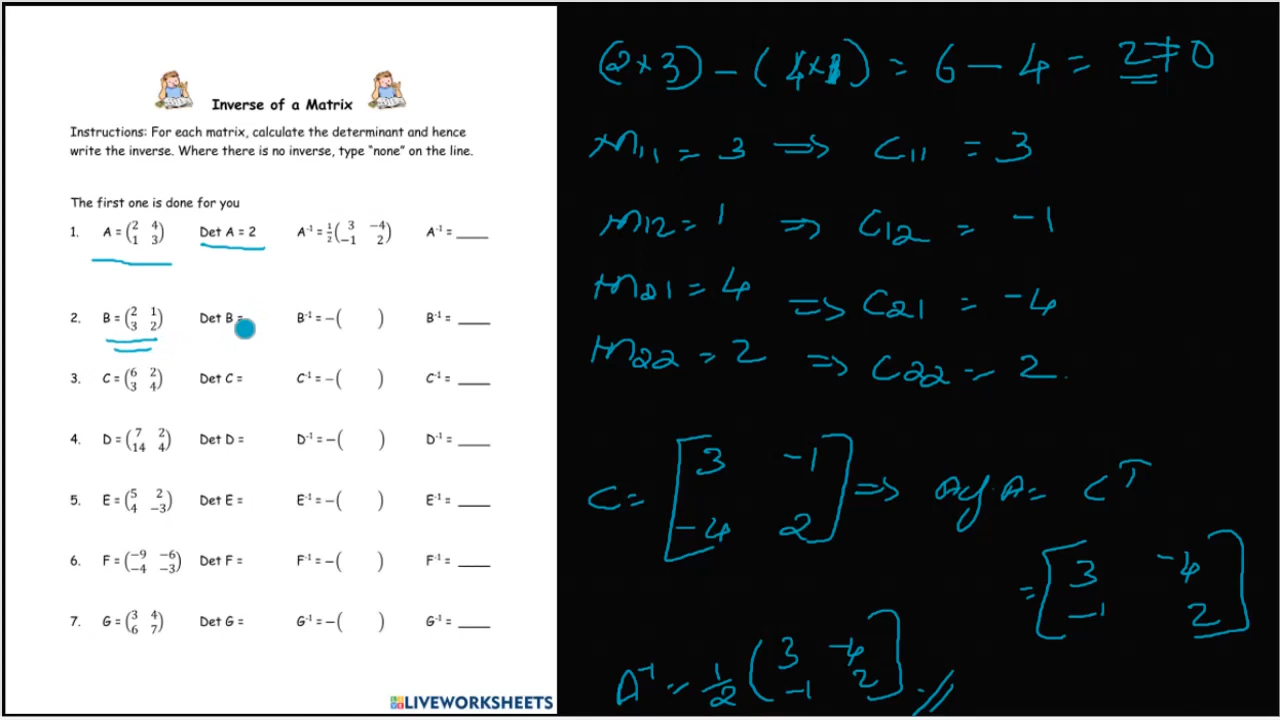 Inverse of a Matrix
Instructions: For each matrix, calculate the determinant and hence
write the inverse. Where there is no inverse, type “none” on the line.
The first one is done for you
1. A = (2 4 Det A = 2 A⁻¹ = 1/2 (3 −4 A⁻¹ = ____
1 3) −1 2)
2. B = (2 1 Det B = B⁻¹ = −( ) B⁻¹ = ____
3 2)
3. C = (6 2 Det C = C⁻¹ = −( ) C⁻¹ = ____
3 4)
4. D = (7 2 Det D = D⁻¹ = −( ) D⁻¹ = ____
14 4)
5. E = (5 2 Det E = E⁻¹ = −( ) E⁻¹ = ____
4 −3)
6. F = (−9 −6 Det F = F⁻¹ = −( ) F⁻¹ = ____
−4 −3)
7. G = (3 4 Det G = G⁻¹ = −( ) G⁻¹ = ____
6 7)
LIVEWORKSHEETS
(2×3) − (4×1) = 6 − 4 = 2 ≠ 0
M11 = 3 ⇒ C11 = 3
M12 = 1 ⇒ C12 = −1
M21 = 4 ⇒ C21 = −4
M22 = 2 ⇒ C22 = 2.
C = [3 −1
−4 2] ⇒ Adj.A = Cᵀ
= [3 −4
−1 2]
A⁻¹ = 1/2 (3 −4
−1 2] //